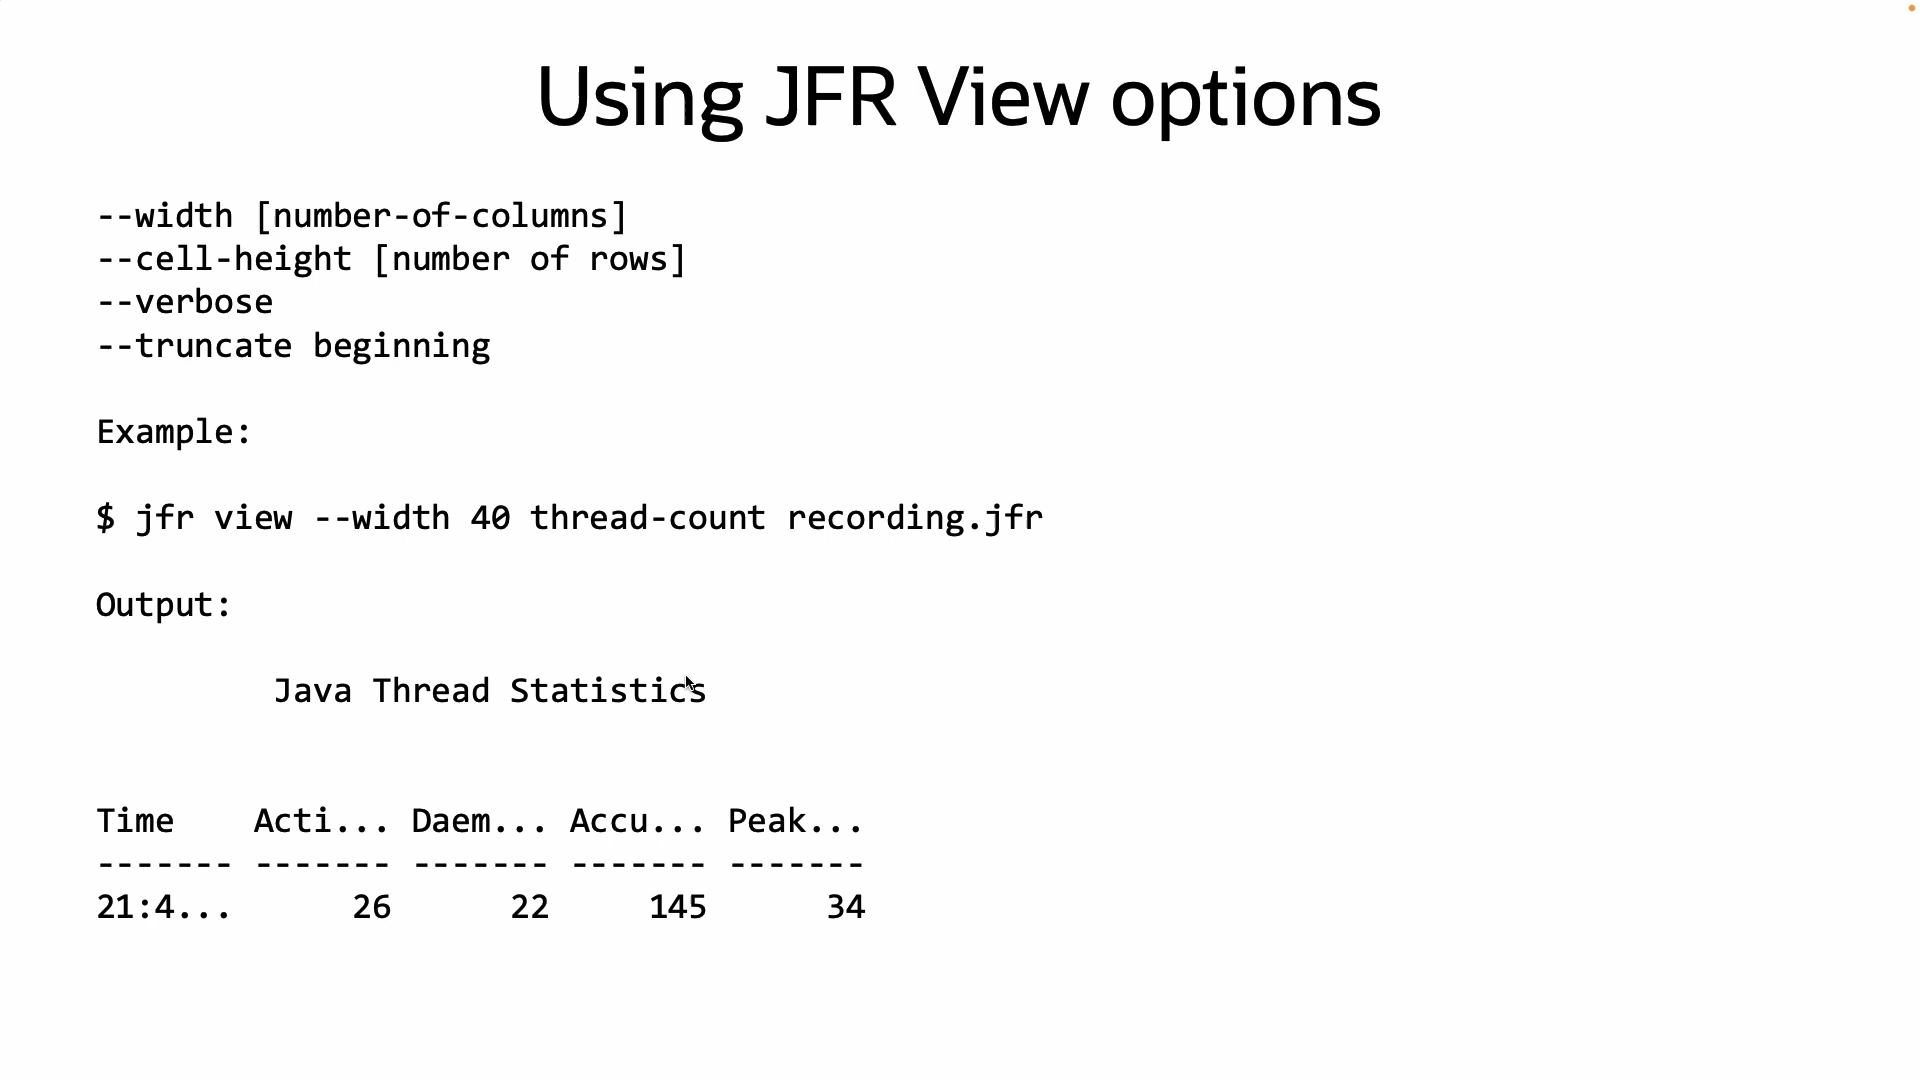 Using JFR View options
--width [number-of-columns]
--cell-height [number of rows]
--verbose
--truncate beginning
Example:
$ jfr view --width 40 thread-count recording.jfr
Output:
Java Thread Statistics
Time    Acti... Daem... Accu... Peak...
------- ------- ------- ------- -------
21:4...      26      22     145      34